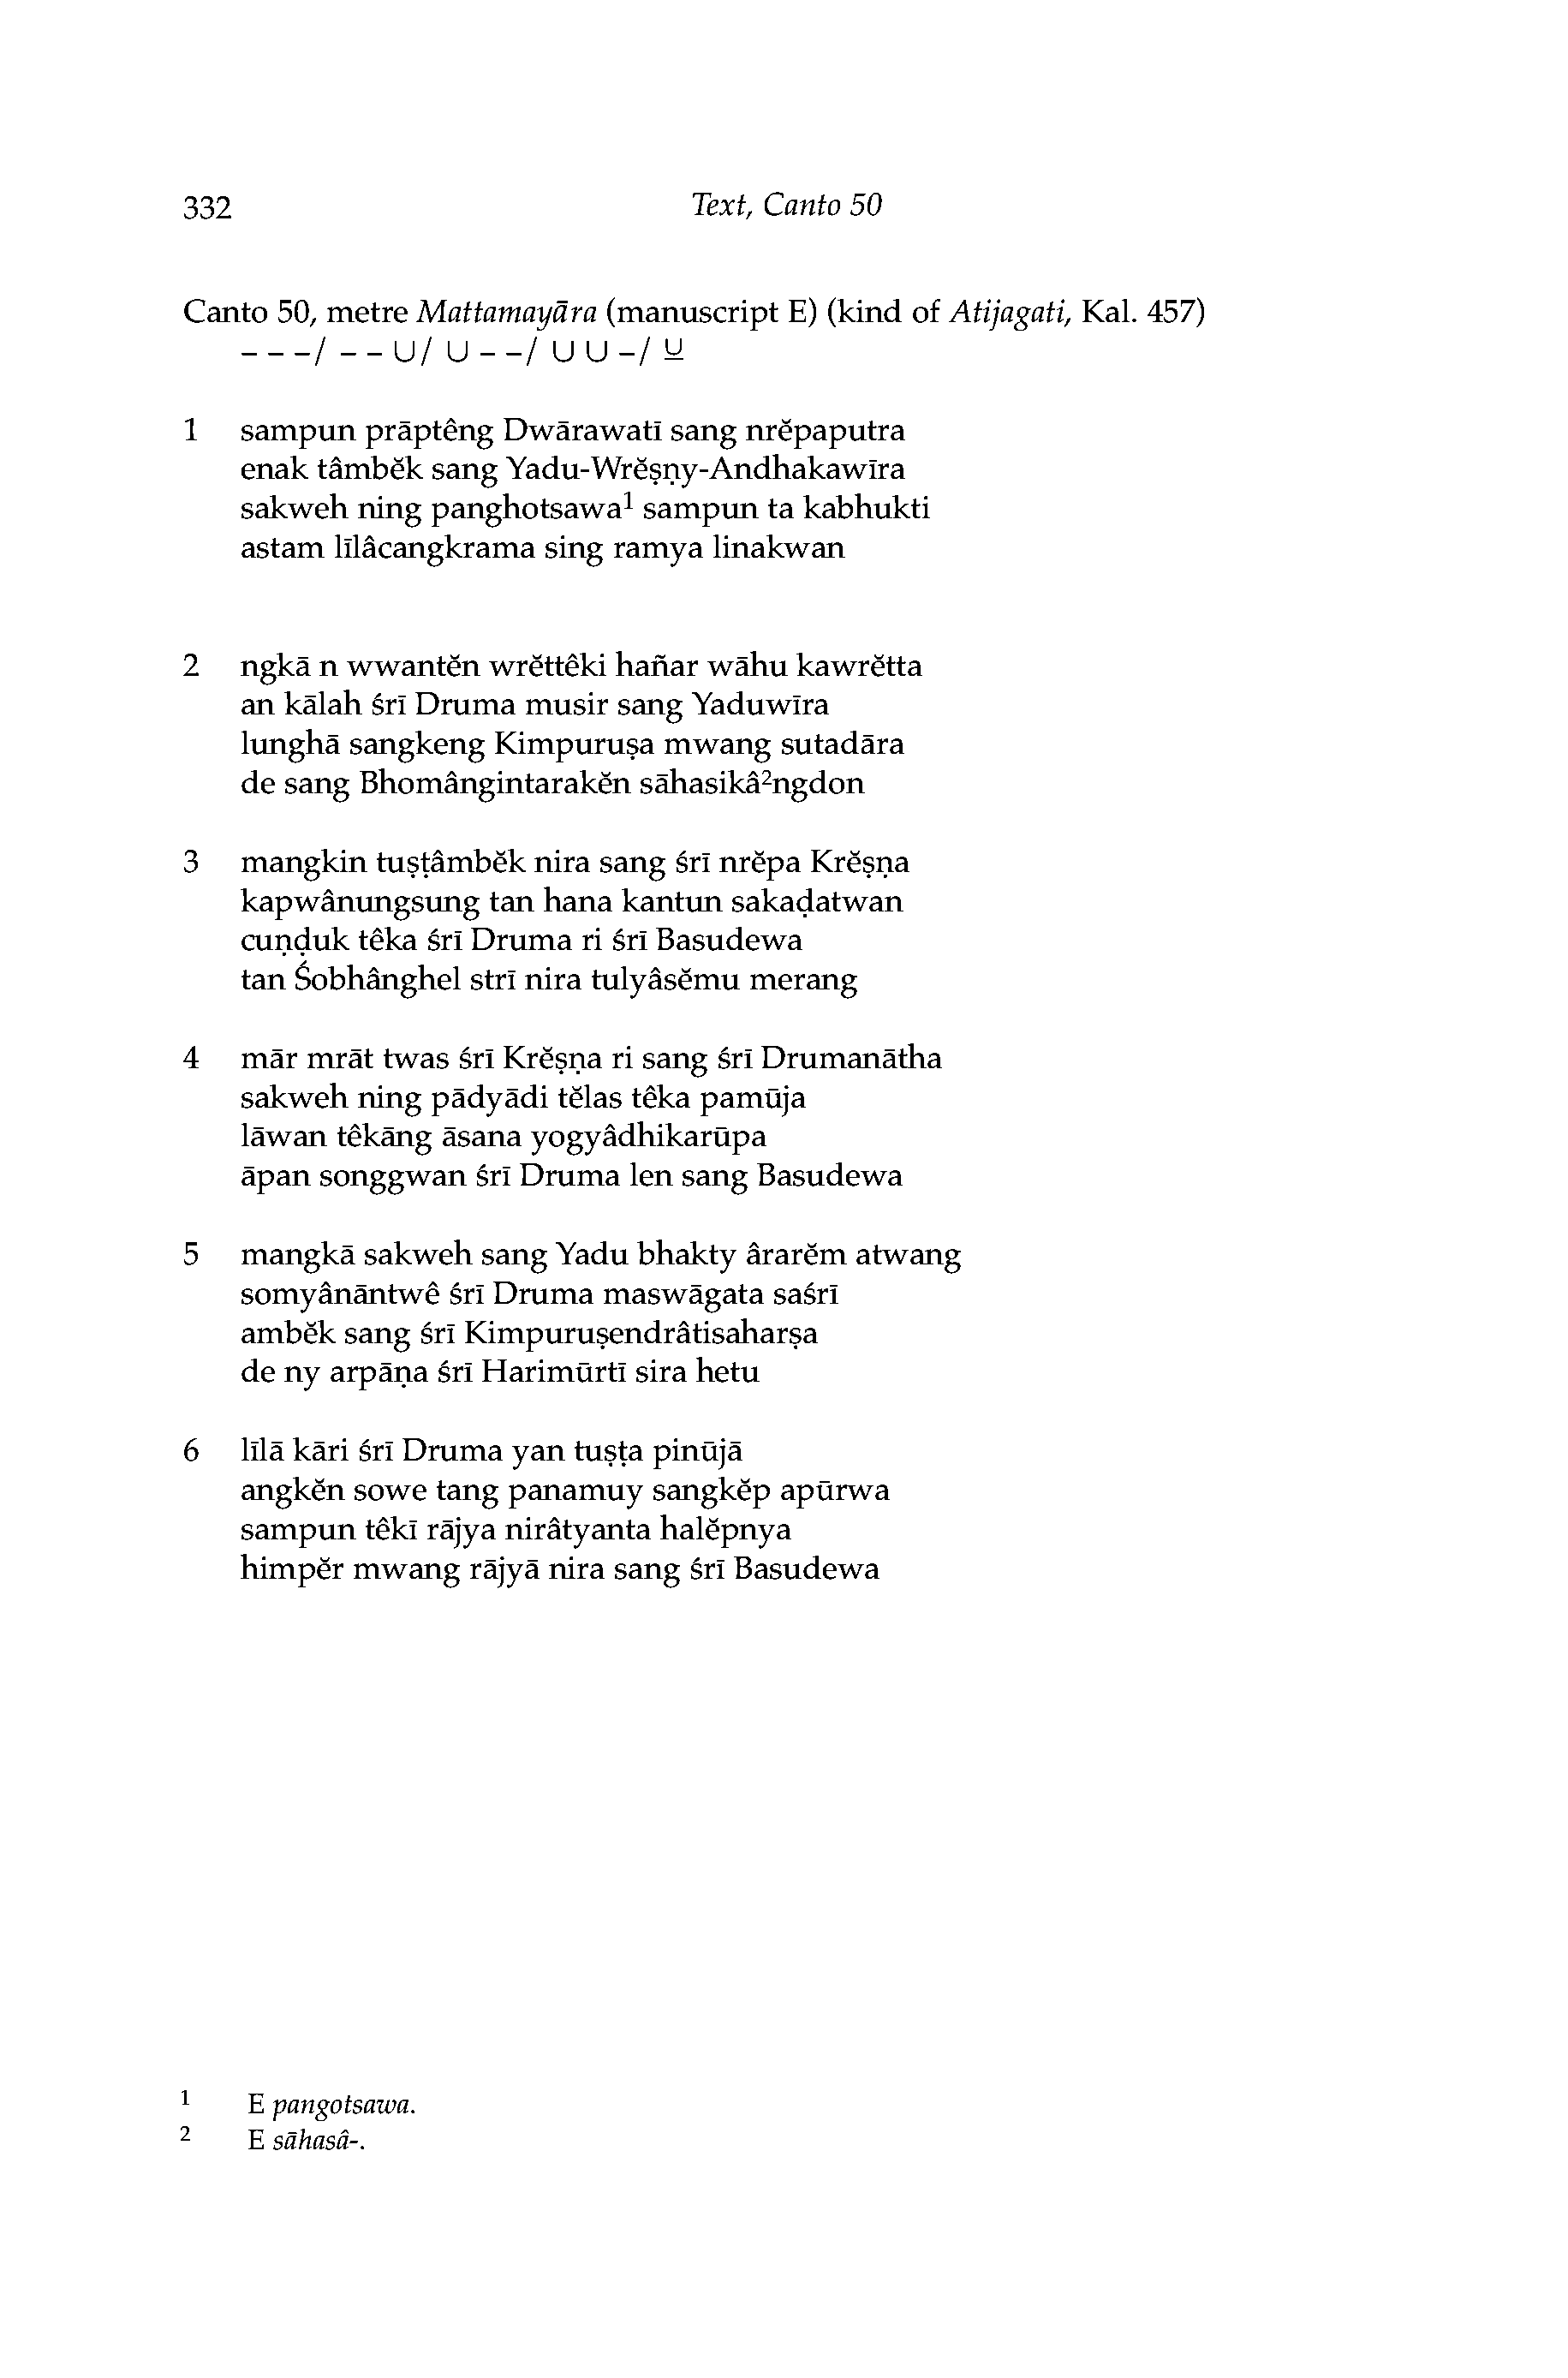 332 Text, Canto 50
Canto 50, metre Mattamayāra (manuscript E) (kind of Atijagati, Kal. 457)
– – –/ – – ∪/ ∪ – –/ ∪ ∪ –/ ∪̲
1 sampun prāptêng Dwārawatī sang nrĕpaputra
enak tâmbĕk sang Yadu-Wrĕṣṇy-Andhakawīra
sakweh ning panghotsawa¹ sampun ta kabhukti
astam līlâcangkrama sing ramya linakwan
2 ngkā n wwantĕn wrĕttêki hañar wāhu kawrĕtta
an kālah śrī Druma musir sang Yaduwīra
lunghā sangkeng Kimpuruṣa mwang sutadāra
de sang Bhomângintarakĕn sāhasikâ²ngdon
3 mangkin tuṣṭâmbĕk nira sang śrī nrĕpa Krĕṣṇa
kapwânungsung tan hana kantun sakaḍatwan
cuṇḍuk têka śrī Druma ri śrī Basudewa
tan Śobhânghel strī nira tulyâsĕmu merang
4 mār mrāt twas śrī Krĕṣṇa ri sang śrī Drumanātha
sakweh ning pādyādi tĕlas têka pamūja
lāwan têkāng āsana yogyâdhikarūpa
āpan songgwan śrī Druma len sang Basudewa
5 mangkā sakweh sang Yadu bhakty ârarĕm atwang
somyânāntwê śrī Druma maswāgata saśrī
ambĕk sang śrī Kimpuruṣendrâtisaharṣa
de ny arpāṇa śrī Harimūrtī sira hetu
6 līlā kāri śrī Druma yan tuṣṭa pinūjā
angkĕn sowe tang panamuy sangkĕp apūrwa
sampun têkī rājya nirâtyanta halĕpnya
himpĕr mwang rājyā nira sang śrī Basudewa
1 E pangotsawa.
2 E sāhasâ-.